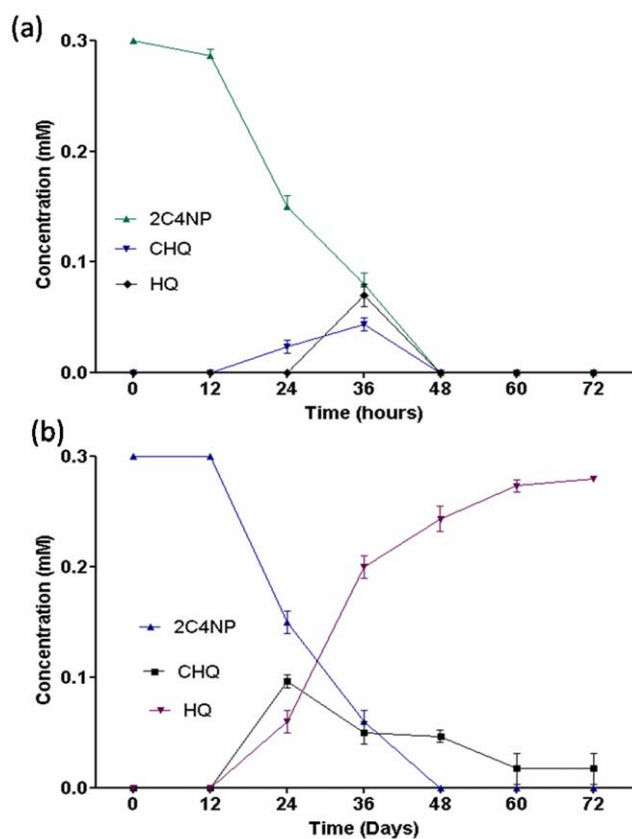 (a)
0.3
0.2
0.1
0.0
Concentration (mM)
2C4NP
CHQ
HQ
0 12 24 36 48 60 72
Time (hours)
(b)
0.3
0.2
0.1
0.0
Concentration (mM)
2C4NP
CHQ
HQ
0 12 24 36 48 60 72
Time (Days)